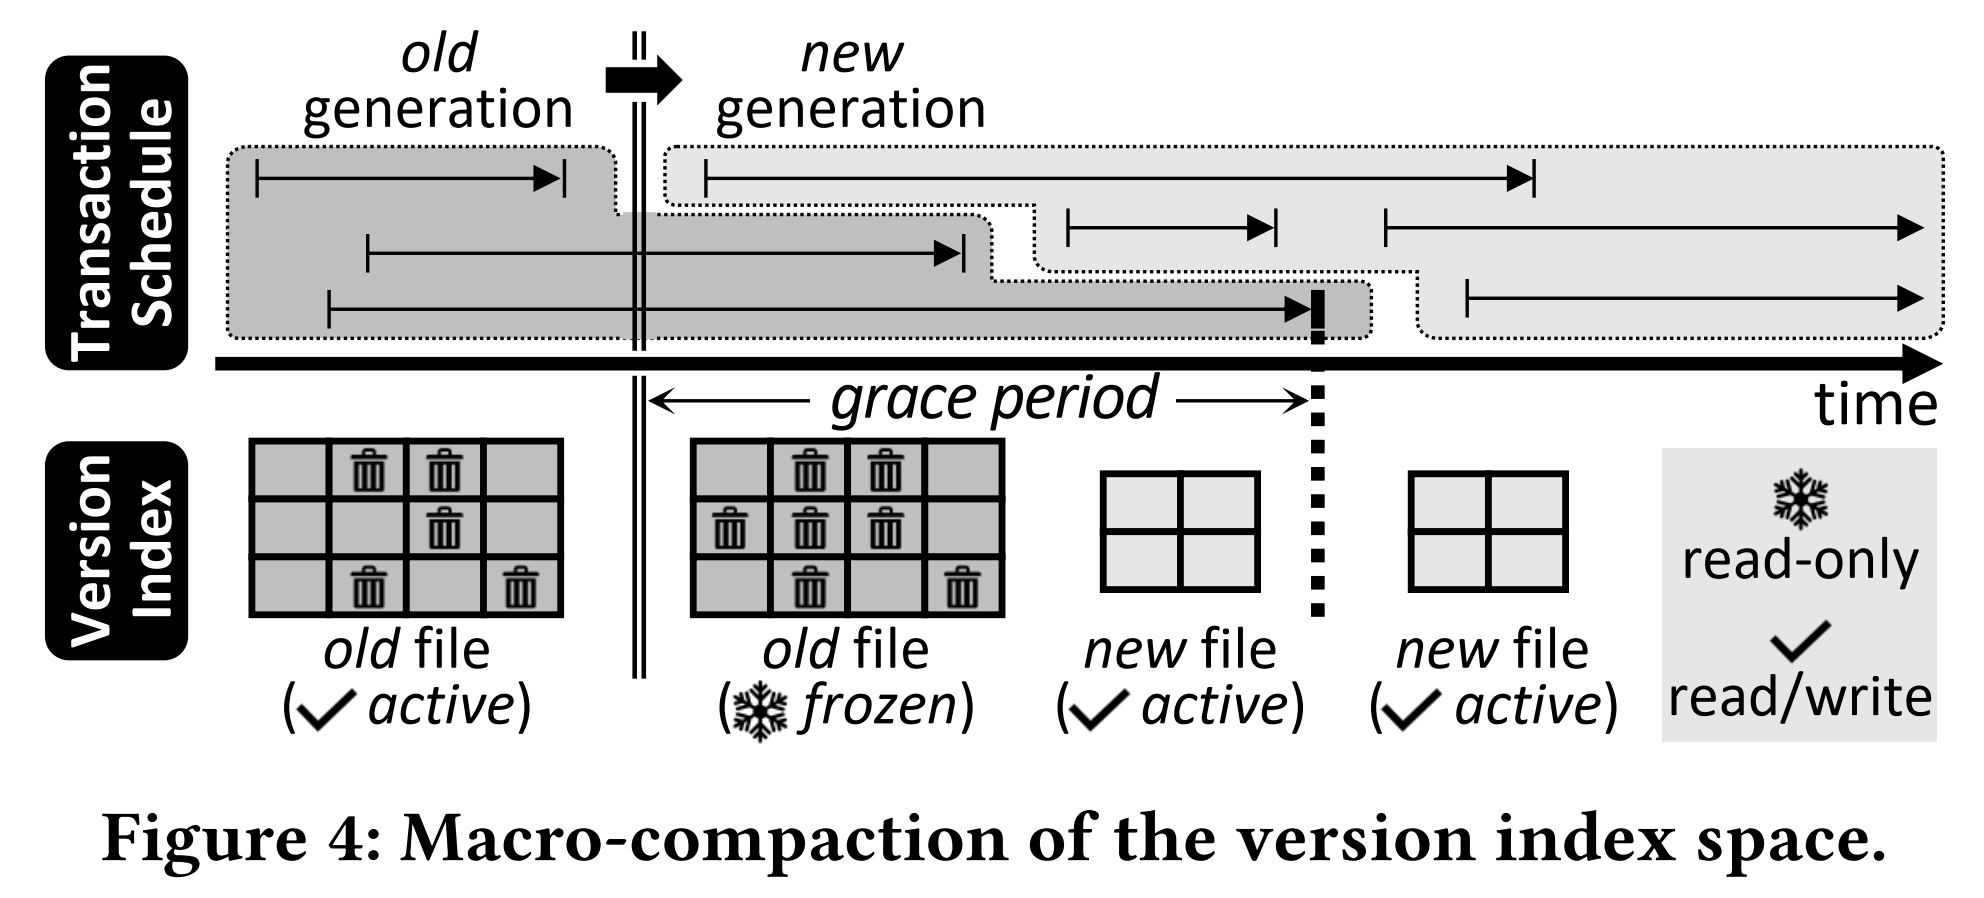 Transaction
Schedule
old
generation
new
generation
grace period
time
Version
Index
old file
(✓ active)
old file
(❄ frozen)
new file
(✓ active)
new file
(✓ active)
❄
read-only
✓
read/write
Figure 4: Macro-compaction of the version index space.